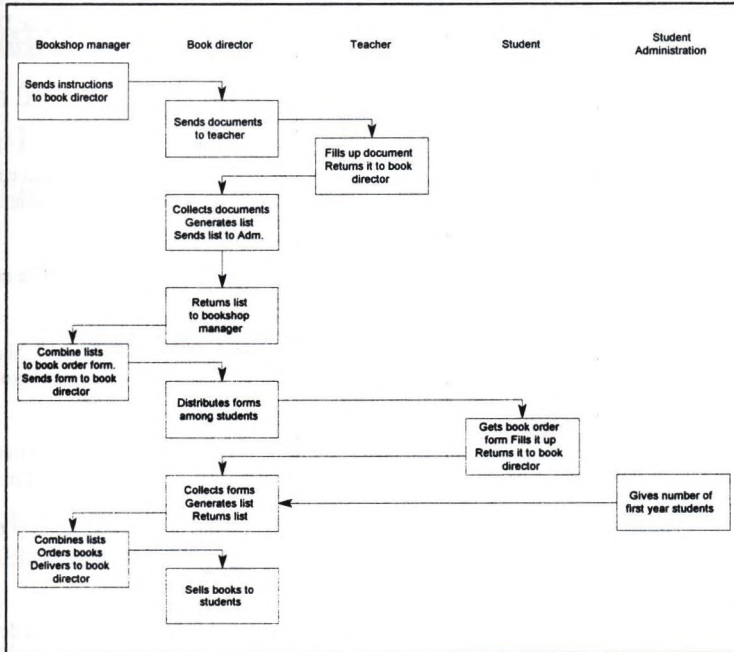 Bookshop manager
Book director
Teacher
Student
Student
Administration
Sends instructions
to book director
Sends documents
to teacher
Fills up document
Returns it to book
director
Collects documents
Generates list
Sends list to Adm.
Returns list
to bookshop
manager
Combine lists
to book order form.
Sends form to book
director
Distributes forms
among students
Gets book order
form Fills it up
Returns it to book
director
Collects forms
Generates list
Returns list
Gives number of
first year students
Combines lists
Orders books
Delivers to book
director
Sells books to
students